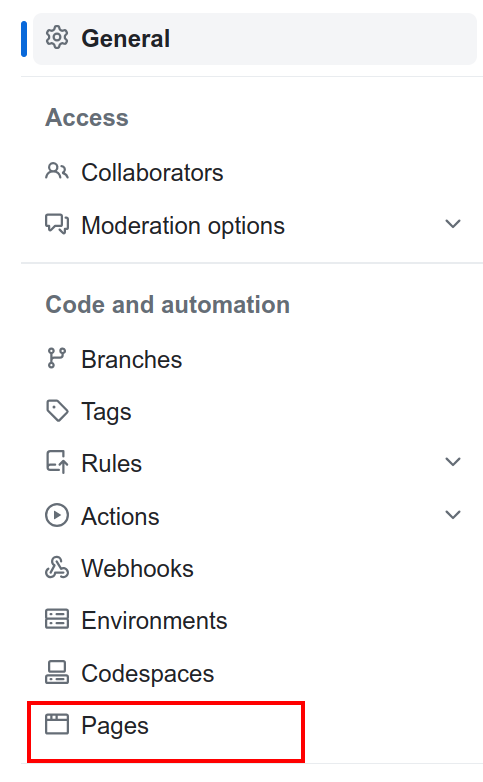 General
Access
Collaborators
Moderation options
Code and automation
Branches
Tags
Rules
Actions
Webhooks
Environments
Codespaces
Pages